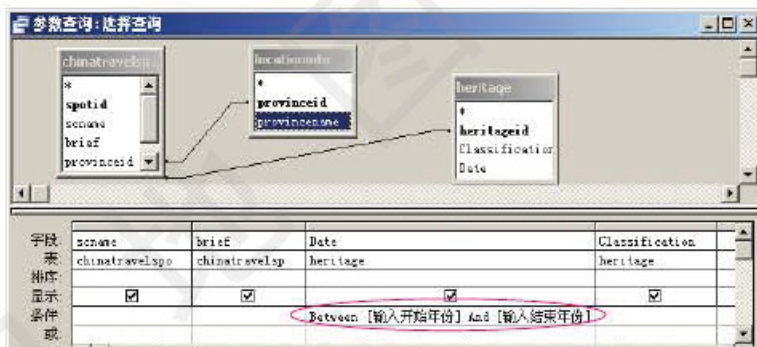 参数查询:选择查询
chinatravelsp...
*
spotid
scname
brief
provinceid
locationinfo
*
provinceid
provincename
heritage
*
heritageid
Classification
Date
字段: scname brief Date Classification
表: chinatravelspo chinatravelsp heritage heritage
排序:
显示:
条件: Between [输入开始年份] And [输入结束年份]
或: